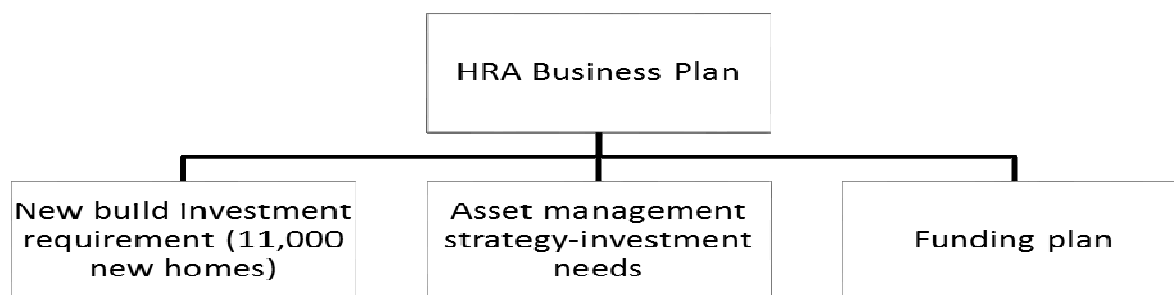 HRA Business Plan
New build Investment
requirement (11,000
new homes)
Asset management
strategy-investment
needs
Funding plan